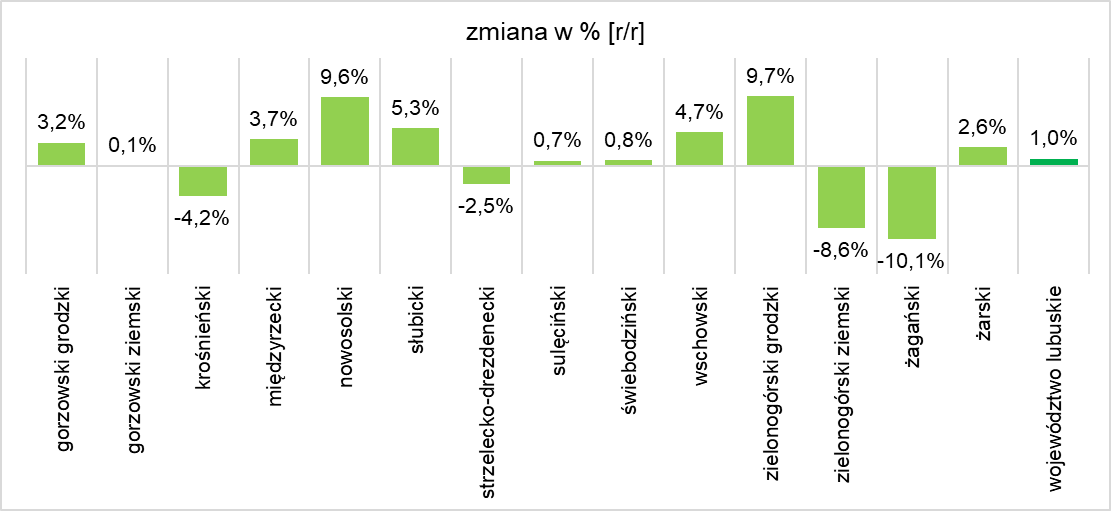 zmiana w % [r/r]
3,2%
0,1%
-4,2%
3,7%
9,6%
5,3%
-2,5%
0,7%
0,8%
4,7%
9,7%
-8,6%
-10,1%
2,6%
1,0%
gorzowski grodzki
gorzowski ziemski
krośnieński
międzyrzecki
nowosolski
słubicki
strzelecko-drezdenecki
sulęciński
świebodziński
wschowski
zielonogórski grodzki
zielonogórski ziemski
żagański
żarski
województwo lubuskie